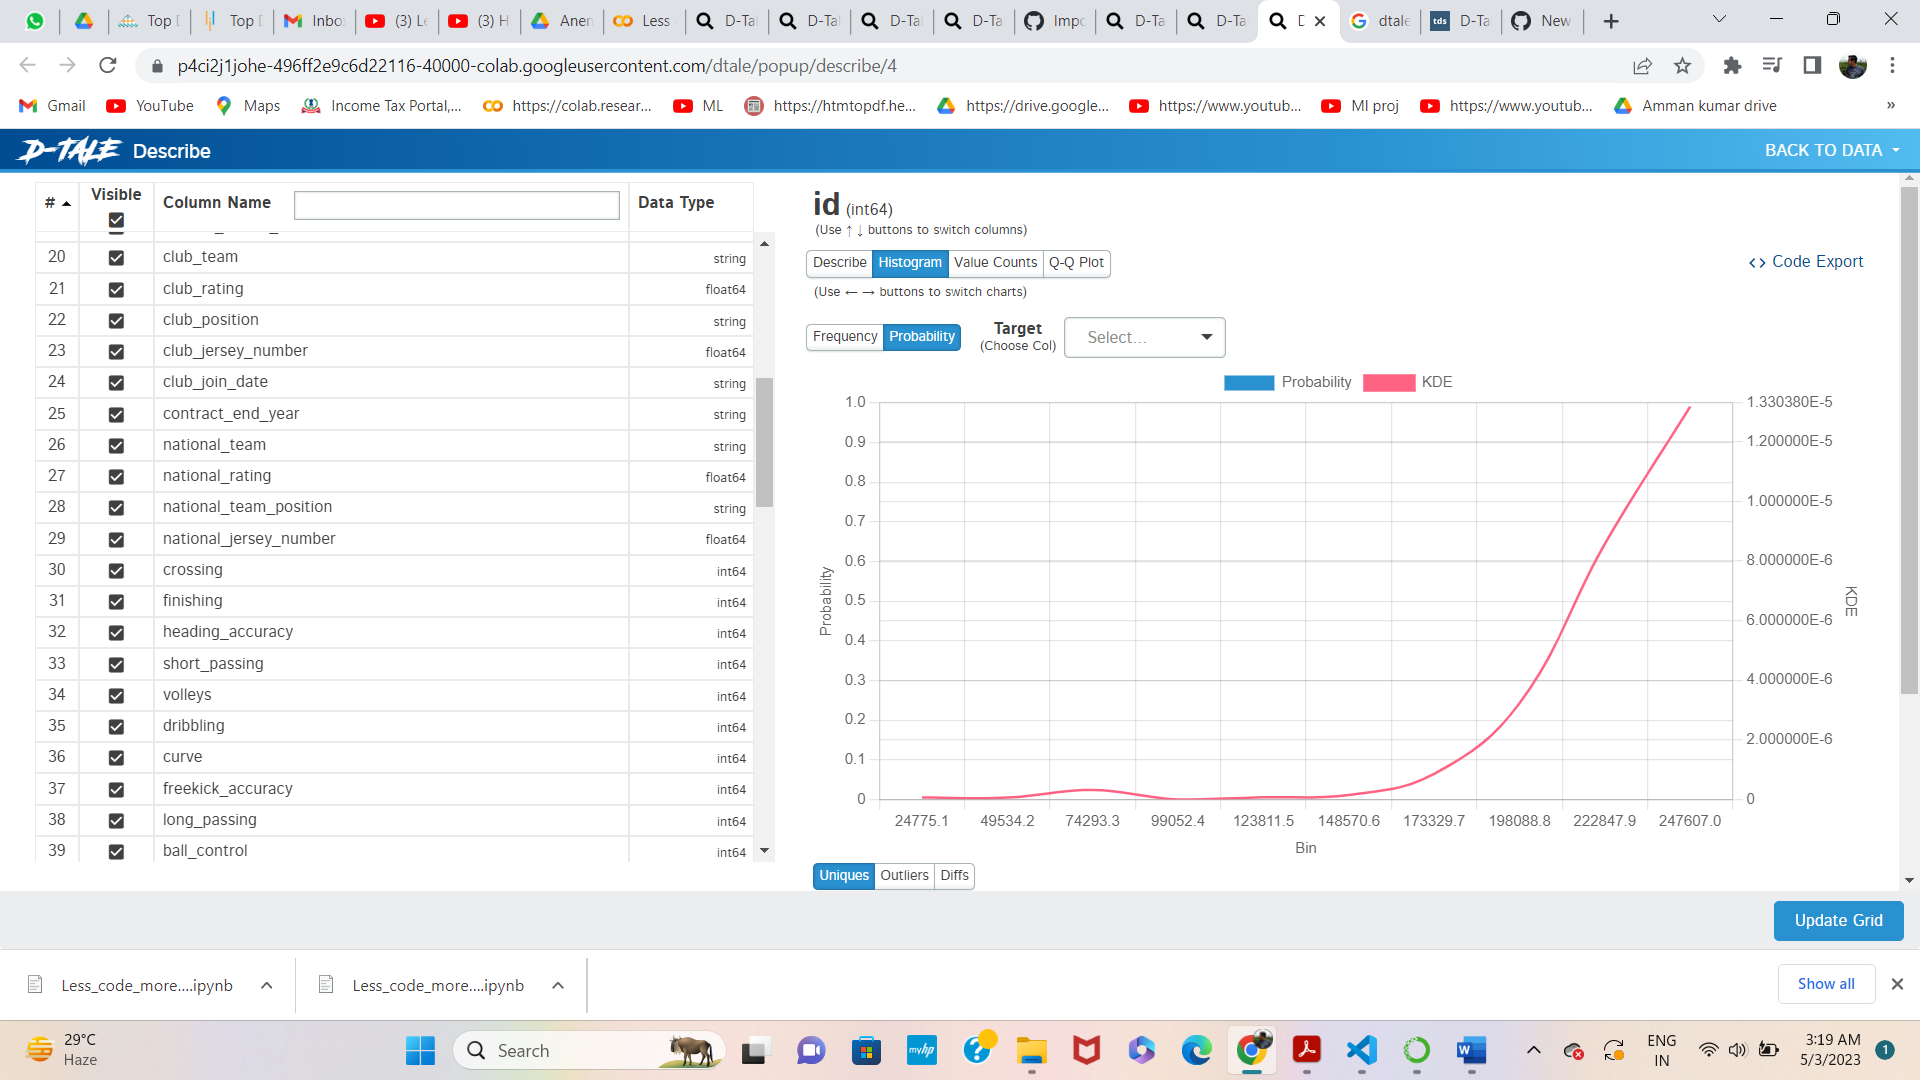 Top D
Top D
Inbo
(3) Le
(3) H
Anem
Less
D-Tal
D-Ta
D-Tal
D-Ta
Impo
D-Ta
D-Ta
D
dtale
tds
D-Ta
New
p4ci2j1johe-496ff2e9c6d22116-40000-colab.googleusercontent.com/dtale/popup/describe/4
Gmail YouTube Maps Income Tax Portal,... https://colab.resear... ML https://htmtopdf.he... https://drive.google... https://www.youtub... Ml proj https://www.youtub... Amman kumar drive »
D-TALE Describe BACK TO DATA
# Visible Column Name Data Type
20 club_team string
21 club_rating float64
22 club_position string
23 club_jersey_number float64
24 club_join_date string
25 contract_end_year string
26 national_team string
27 national_rating float64
28 national_team_position string
29 national_jersey_number float64
30 crossing int64
31 finishing int64
32 heading_accuracy int64
33 short_passing int64
34 volleys int64
35 dribbling int64
36 curve int64
37 freekick_accuracy int64
38 long_passing int64
39 ball_control int64
id (int64)
(Use ↑ ↓ buttons to switch columns)
Describe Histogram Value Counts Q-Q Plot
<> Code Export
(Use ← → buttons to switch charts)
Frequency Probability Target
(Choose Col)
Select...
Probability KDE
1.0
0.9
0.8
0.7
0.6
0.5
0.4
0.3
0.2
0.1
0
Probability
1.330380E-5
1.200000E-5
1.000000E-5
8.000000E-6
6.000000E-6
4.000000E-6
2.000000E-6
0
KDE
24775.1 49534.2 74293.3 99052.4 123811.5 148570.6 173329.7 198088.8 222847.9 247607.0
Bin
Uniques Outliers Diffs
Update Grid
Less_code_more....ipynb Less_code_more....ipynb Show all
29°C
Haze
Search
myhp
ENG
IN
3:19 AM
5/3/2023
1